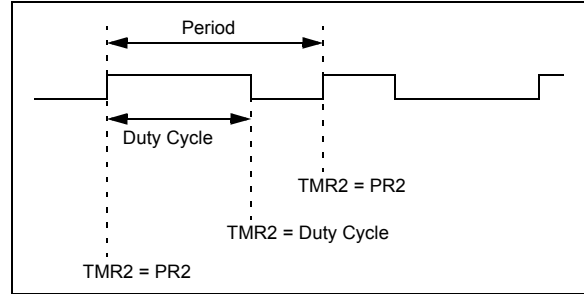 Period
Duty Cycle
TMR2 = PR2
TMR2 = Duty Cycle
TMR2 = PR2